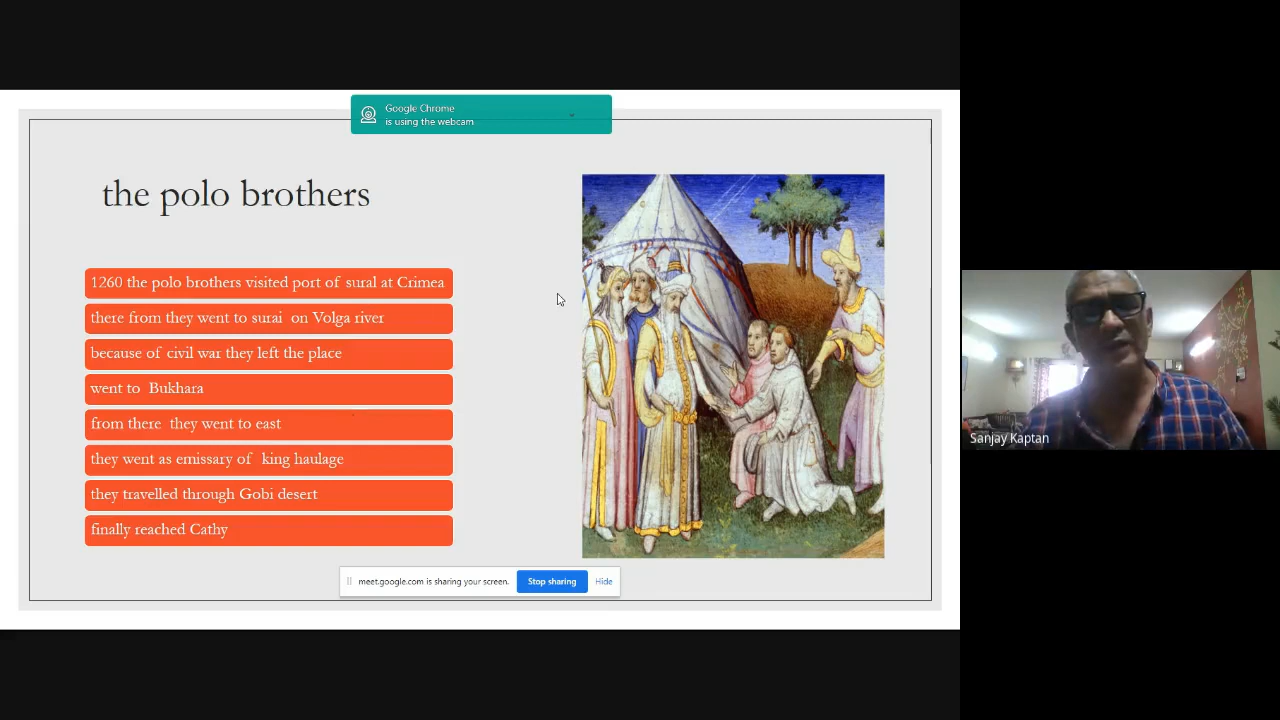 Google Chrome
is using the webcam
the polo brothers
1260 the polo brothers visited port of sural at Crimea
there from they went to surai on Volga river
because of civil war they left the place
went to Bukhara
from there they went to east
they went as emissary of king haulage
they travelled through Gobi desert
finally reached Cathy
meet.google.com is sharing your screen.
Stop sharing
Hide
Sanjay Kaptan